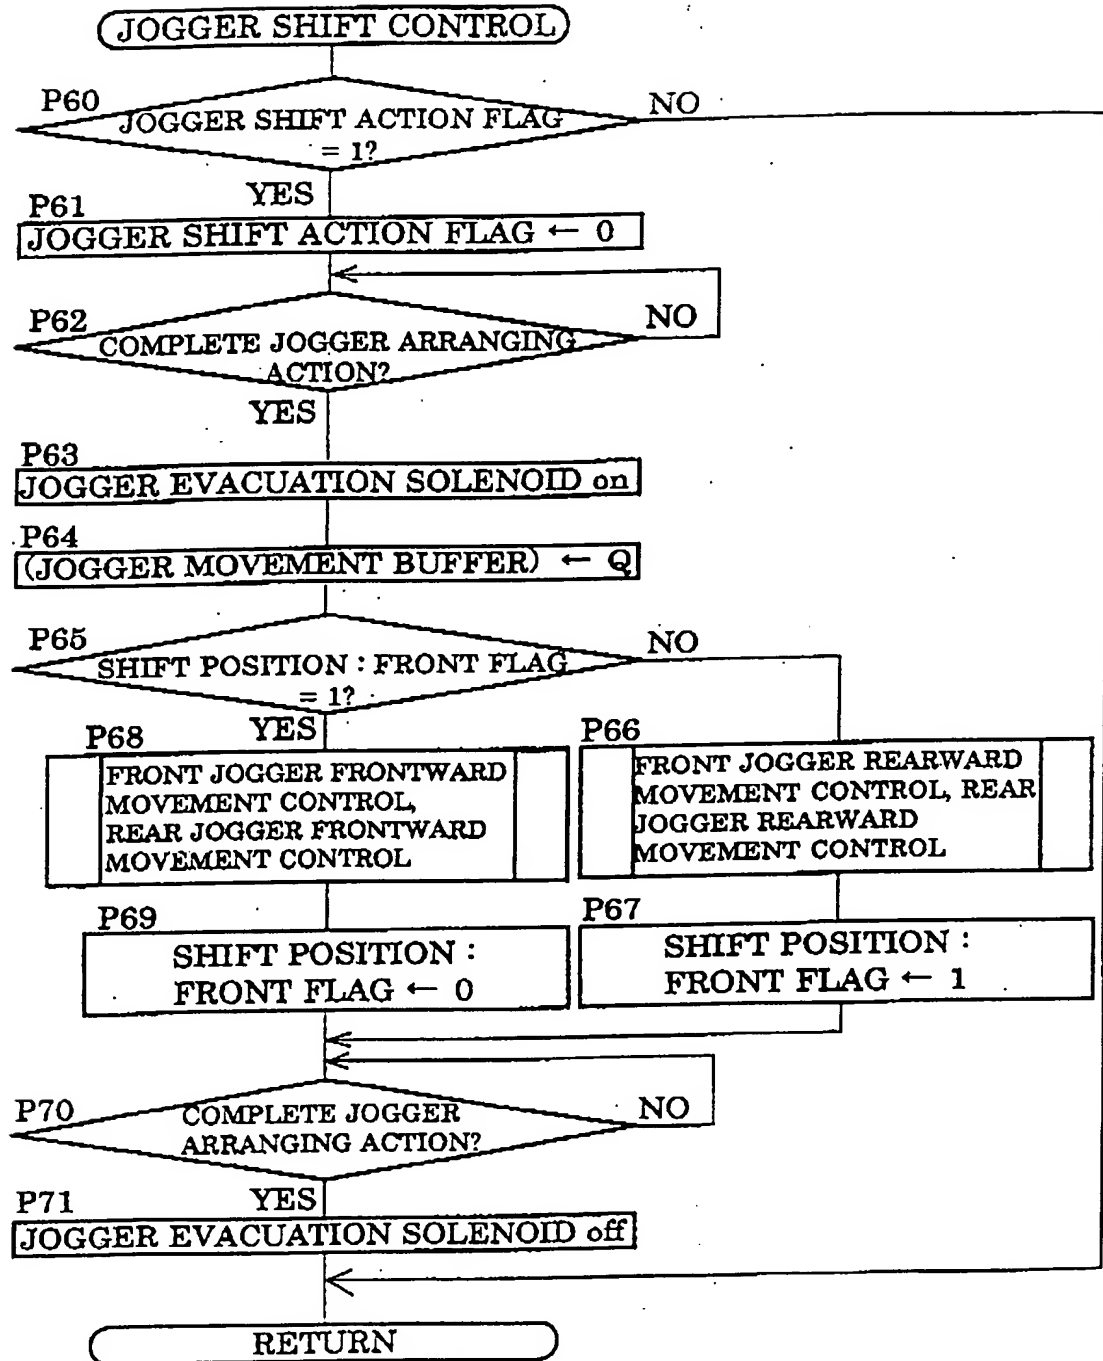 JOGGER SHIFT CONTROL
P60
NO
JOGGER SHIFT ACTION FLAG
= 1?
YES
P61
JOGGER SHIFT ACTION FLAG ← 0
P62
NO
COMPLETE JOGGER ARRANGING
ACTION?
YES
P63
JOGGER EVACUATION SOLENOID on
P64
(JOGGER MOVEMENT BUFFER) ← Q
P65
NO
SHIFT POSITION : FRONT FLAG
= 1?
YES
P68
FRONT JOGGER FRONTWARD
MOVEMENT CONTROL,
REAR JOGGER FRONTWARD
MOVEMENT CONTROL
P66
FRONT JOGGER REARWARD
MOVEMENT CONTROL, REAR
JOGGER REARWARD
MOVEMENT CONTROL
P69
SHIFT POSITION :
FRONT FLAG ← 0
P67
SHIFT POSITION :
FRONT FLAG ← 1
P70
COMPLETE JOGGER
ARRANGING ACTION?
NO
YES
P71
JOGGER EVACUATION SOLENOID off
RETURN